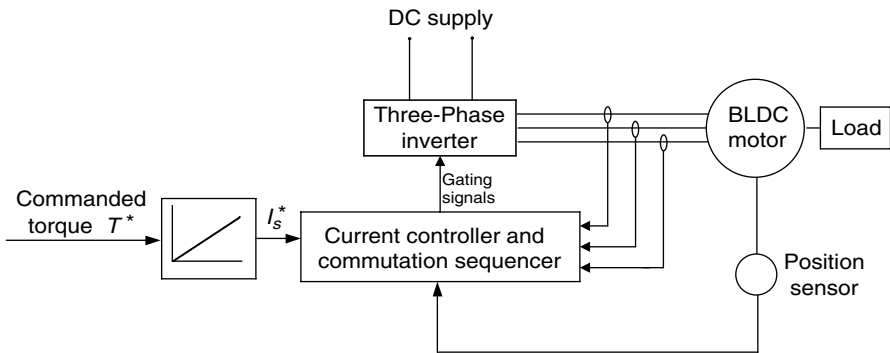 DC supply
Three-Phase
inverter
BLDC
motor
Load
Gating
signals
Commanded
torque T*
I_s*
Current controller and
commutation sequencer
Position
sensor